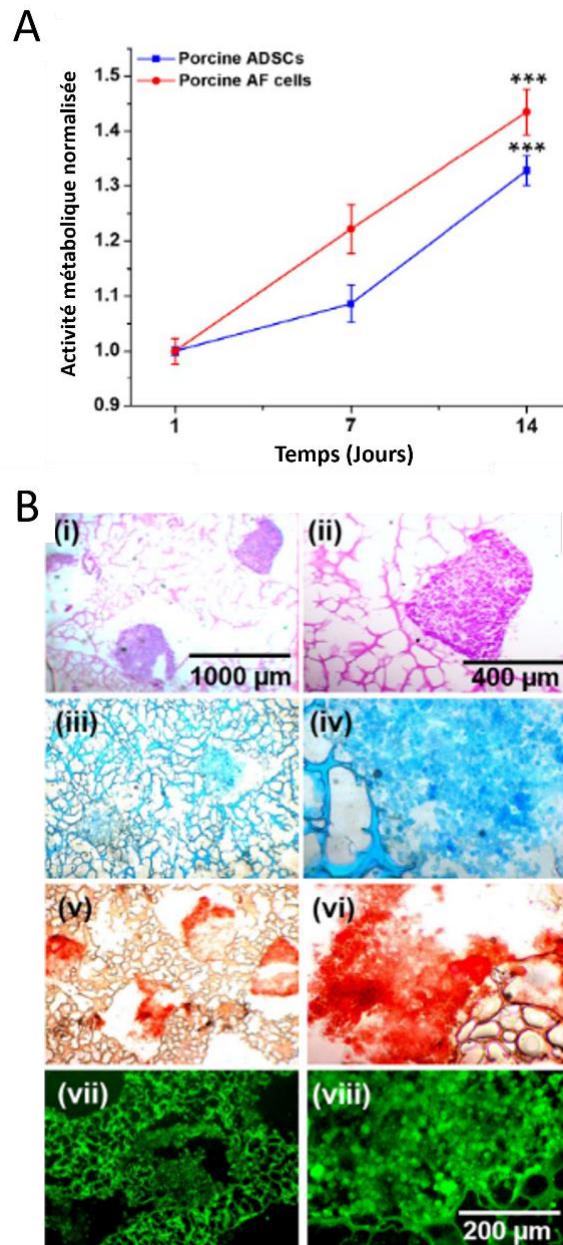 A
Porcine ADSCs
Porcine AF cells
Activité métabolique normalisée
1.5
1.4
1.3
1.2
1.1
1.0
0.9
***
***
1 7 14
Temps (Jours)
B
(i) (ii)
1000 µm 400 µm
(iii) (iv)
(v) (vi)
(vii) (viii)
200 µm